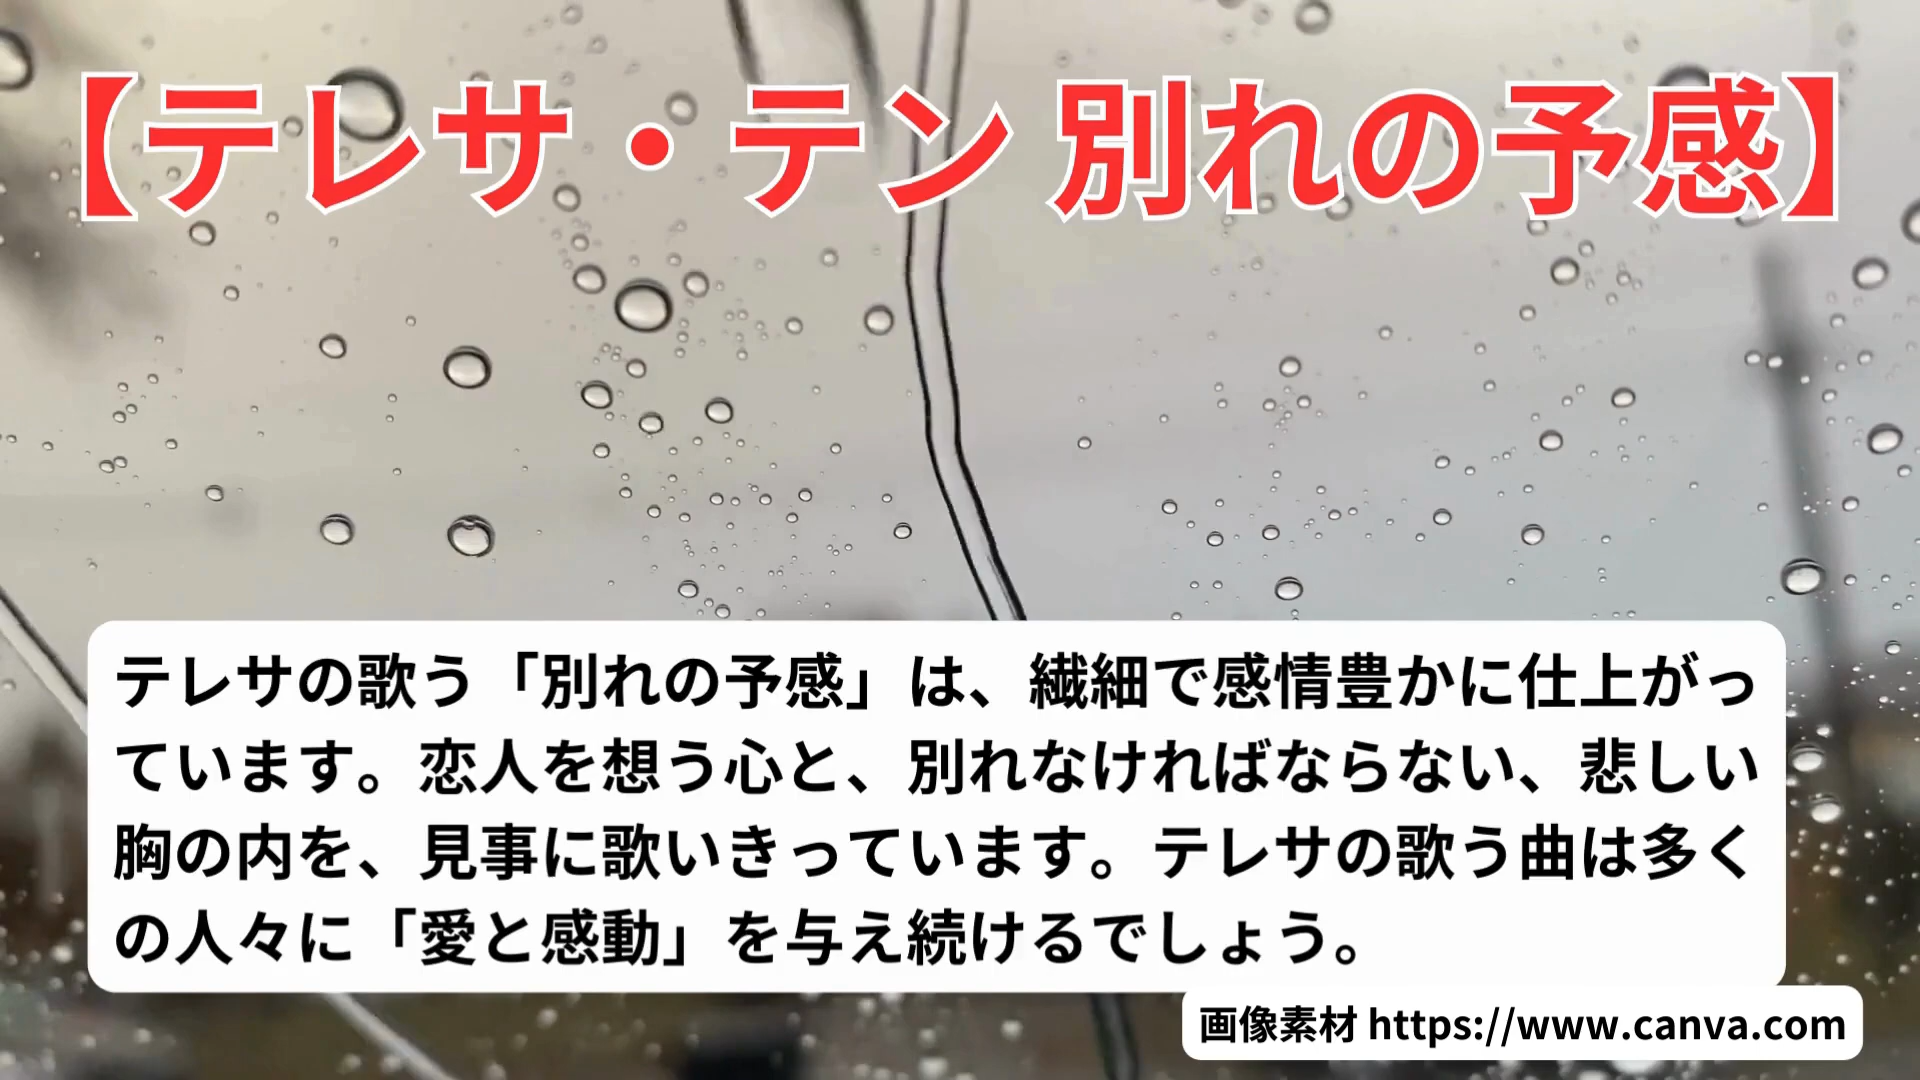 【テレサ・テン 別れの予感】
テレサの歌う「別れの予感」は、繊細で感情豊かに仕上がっ
ています。恋人を想う心と、別れなければならない、悲しい
胸の内を、見事に歌いきっています。テレサの歌う曲は多く
の人々に「愛と感動」を与え続けるでしょう。
画像素材 https://www.canva.com